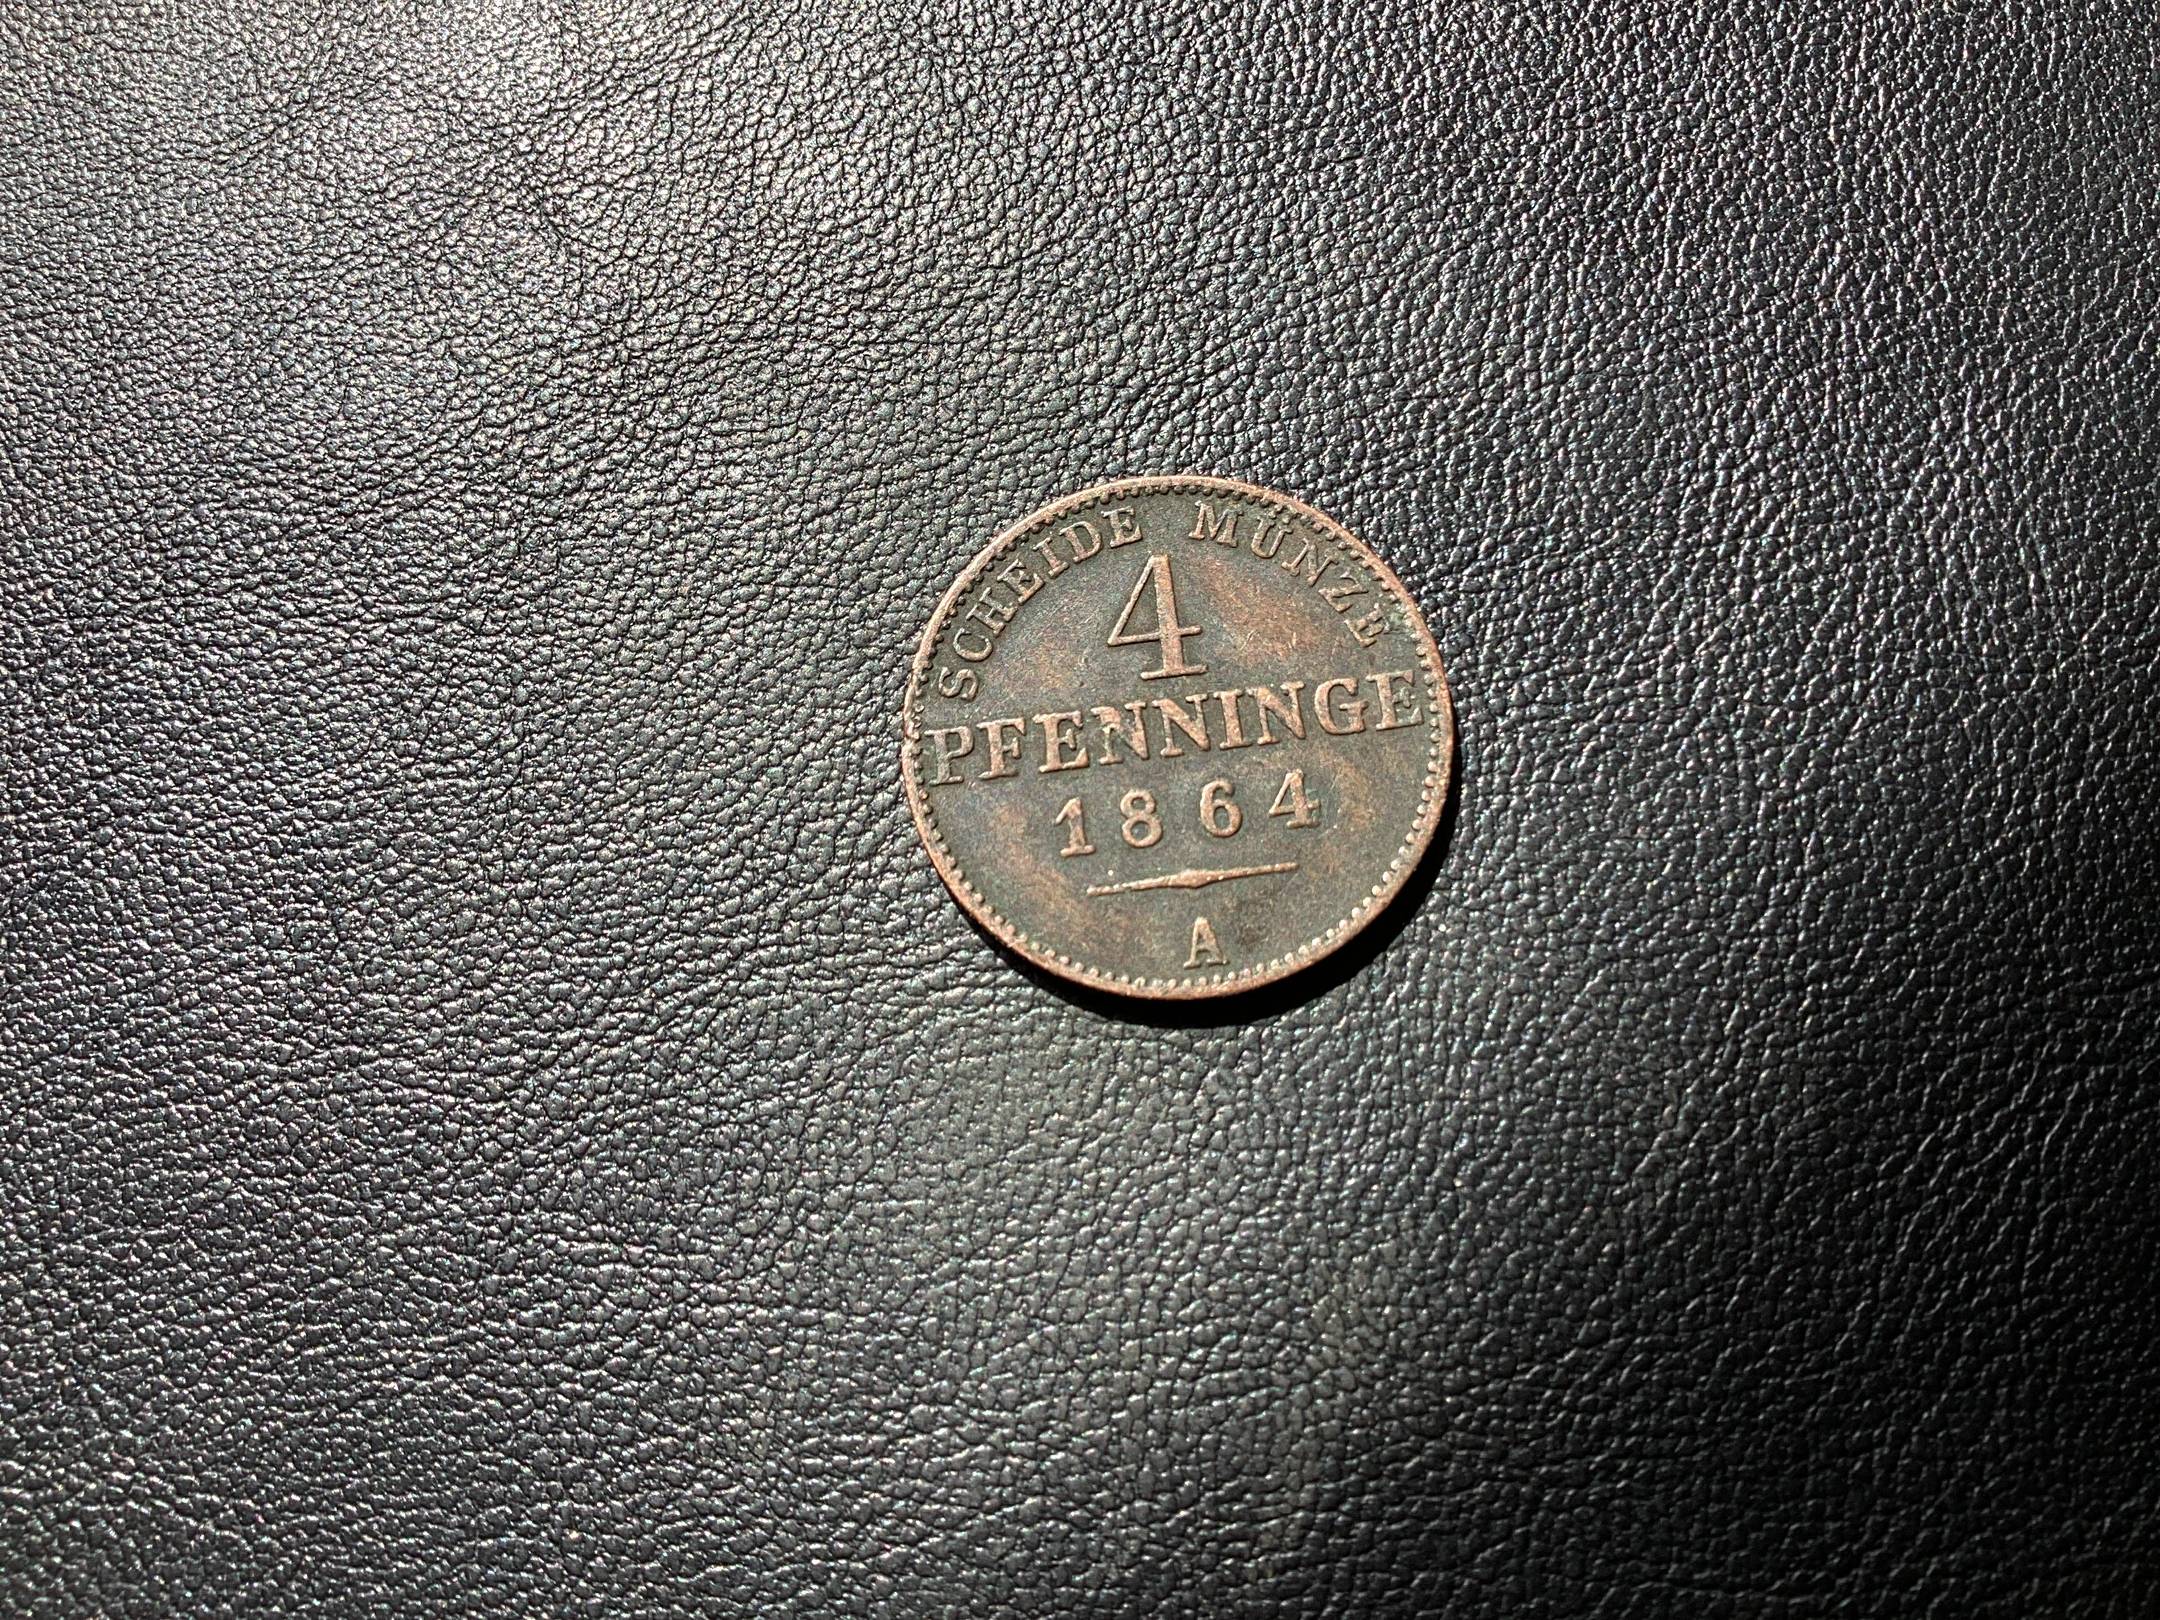 SCHEIDE MÜNZE
4
PFENNINGE
1864
A